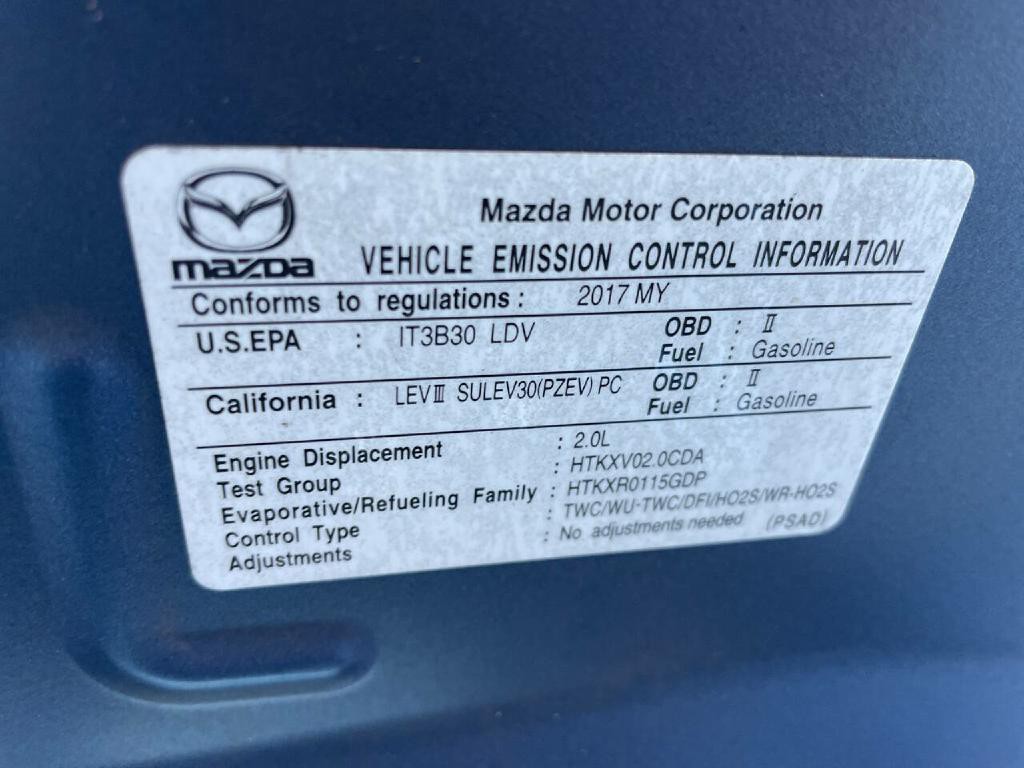 mazda
Mazda Motor Corporation
VEHICLE EMISSION CONTROL INFORMATION
Conforms to regulations : 2017 MY
U.S.EPA : IT3B30 LDV OBD : II
Fuel : Gasoline
California : LEVIII SULEV30(PZEV) PC OBD : II
Fuel : Gasoline
Engine Displacement : 2.0L
Test Group : HTKXV02.0CDA
Evaporative/Refueling Family : HTKXR0115GDP
Control Type : TWC/WU-TWC/DFI/HO2S/WR-HO2S
Adjustments : No adjustments needed (PSAD)